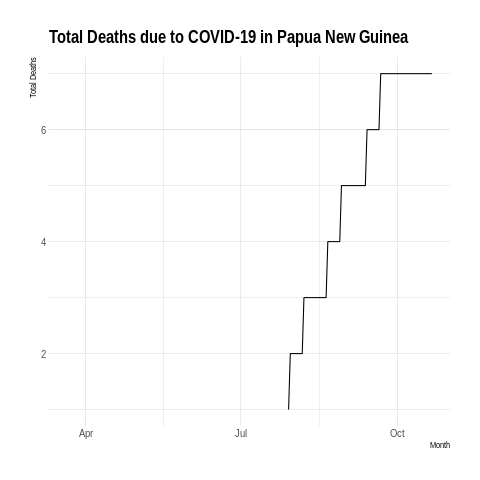 Total Deaths due to COVID-19 in Papua New Guinea
Total Deaths
6
4
2
Apr Jul Oct
Month